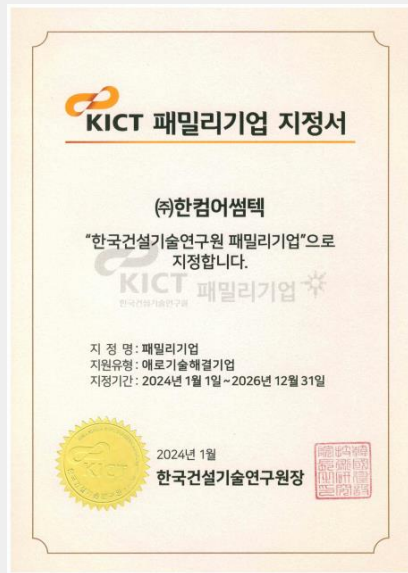 KICT 패밀리기업 지정서
㈜한컴어썸텍
“한국건설기술연구원 패밀리기업”으로
지정합니다.
KICT 패밀리기업
한국건설기술연구원
지 정 명 : 패밀리기업
지원유형 : 애로기술해결기업
지정기간 : 2024년 1월 1일 ~ 2026년 12월 31일
2024년 1월
한국건설기술연구원장
KICT